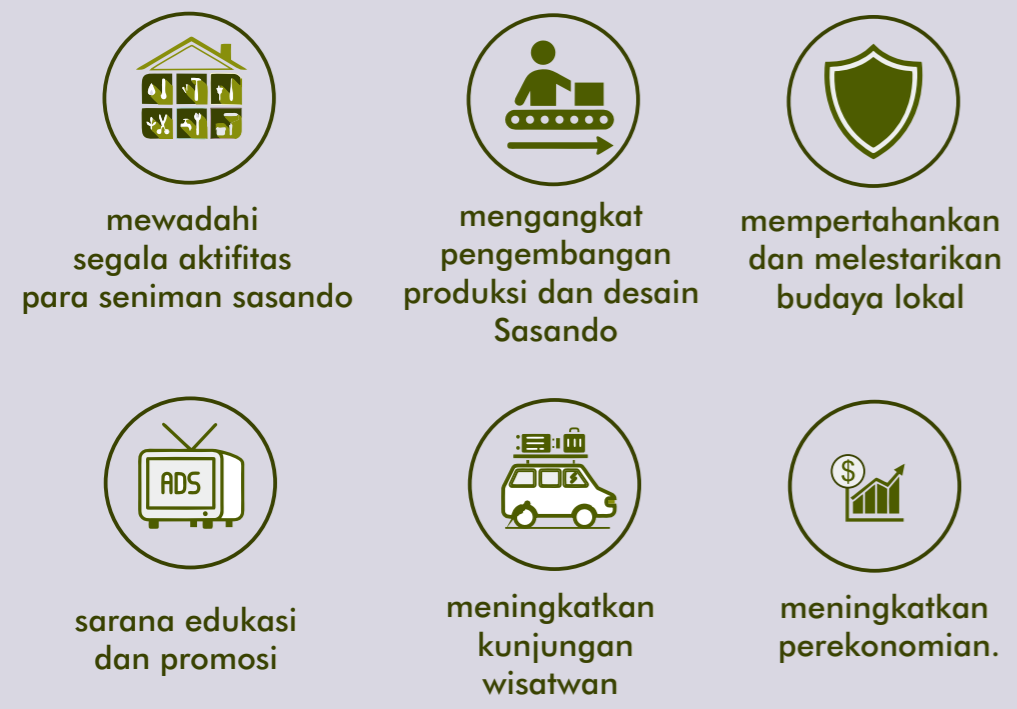 mewadahi
segala aktifitas
para seniman sasando
mengangkat
pengembangan
produksi dan desain
Sasando
mempertahankan
dan melestarikan
budaya lokal
ADS
sarana edukasi
dan promosi
meningkatkan
kunjungan
wisatwan
$
meningkatkan
perekonomian.